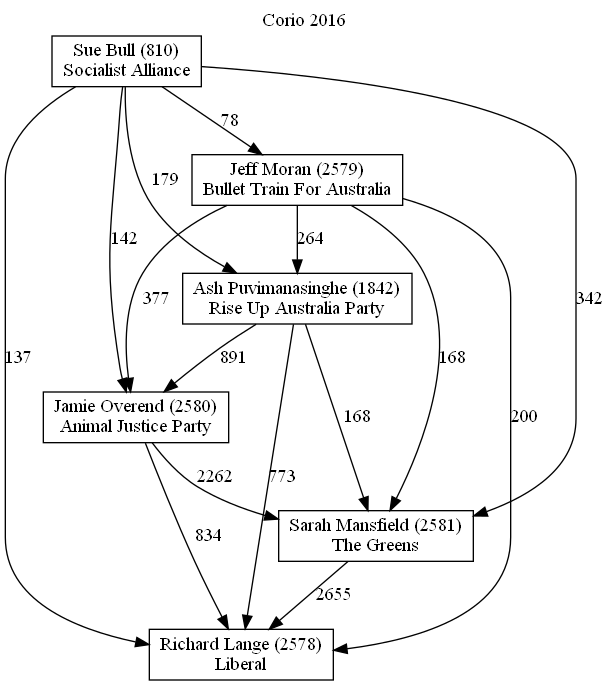 Corio 2016
Sue Bull (810)
Socialist Alliance
78
Jeff Moran (2579)
Bullet Train For Australia
179
142
377
264
Ash Puvimanasinghe (1842)
Rise Up Australia Party
342
137
891
168
168
200
Jamie Overend (2580)
Animal Justice Party
2262
773
834
Sarah Mansfield (2581)
The Greens
2655
Richard Lange (2578)
Liberal